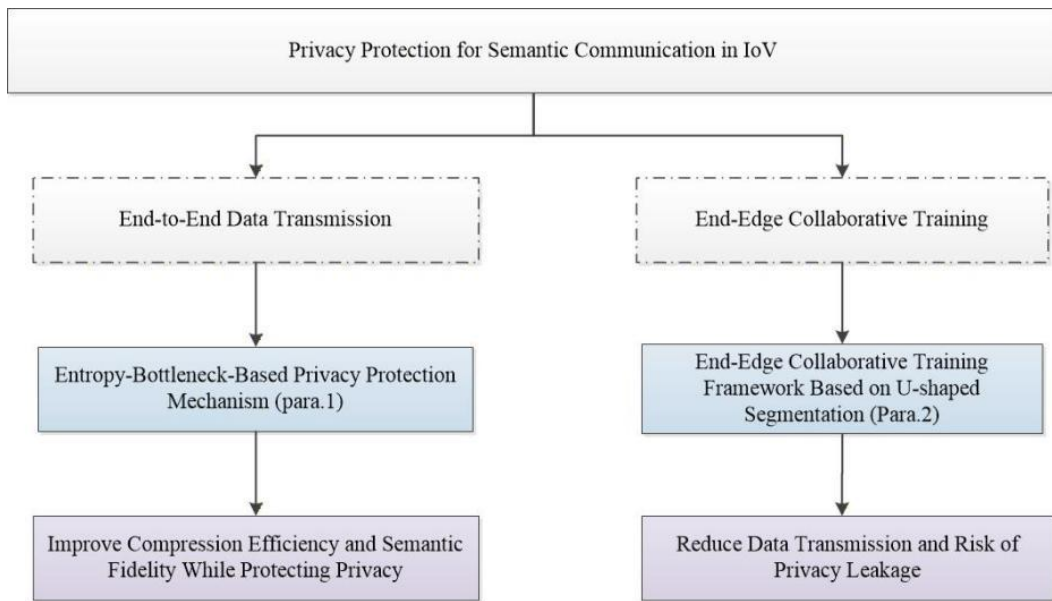 Privacy Protection for Semantic Communication in IoV
End-to-End Data Transmission
End-Edge Collaborative Training
Entropy-Bottleneck-Based Privacy Protection
Mechanism (para.1)
End-Edge Collaborative Training
Framework Based on U-shaped
Segmentation (Para.2)
Improve Compression Efficiency and Semantic
Fidelity While Protecting Privacy
Reduce Data Transmission and Risk of
Privacy Leakage